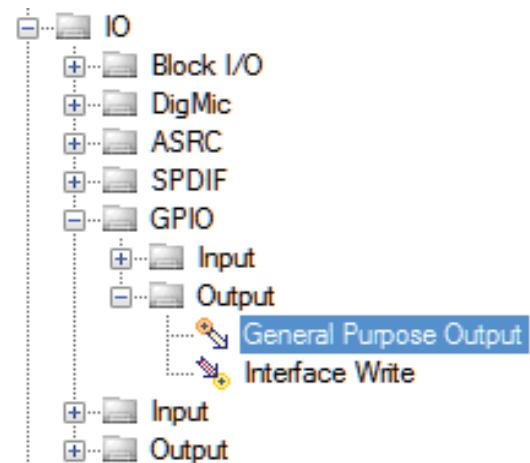 IO
Block I/O
DigMic
ASRC
SPDIF
GPIO
Input
Output
General Purpose Output
Interface Write
Input
Output